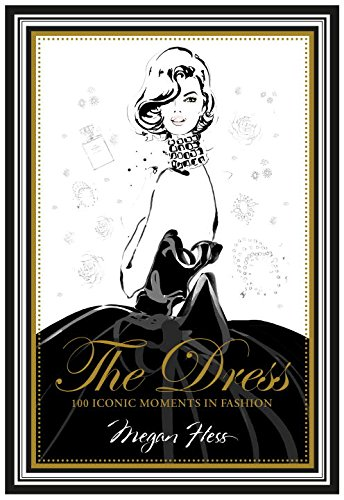 The Dress
100 ICONIC MOMENTS IN FASHION
Megan Hess